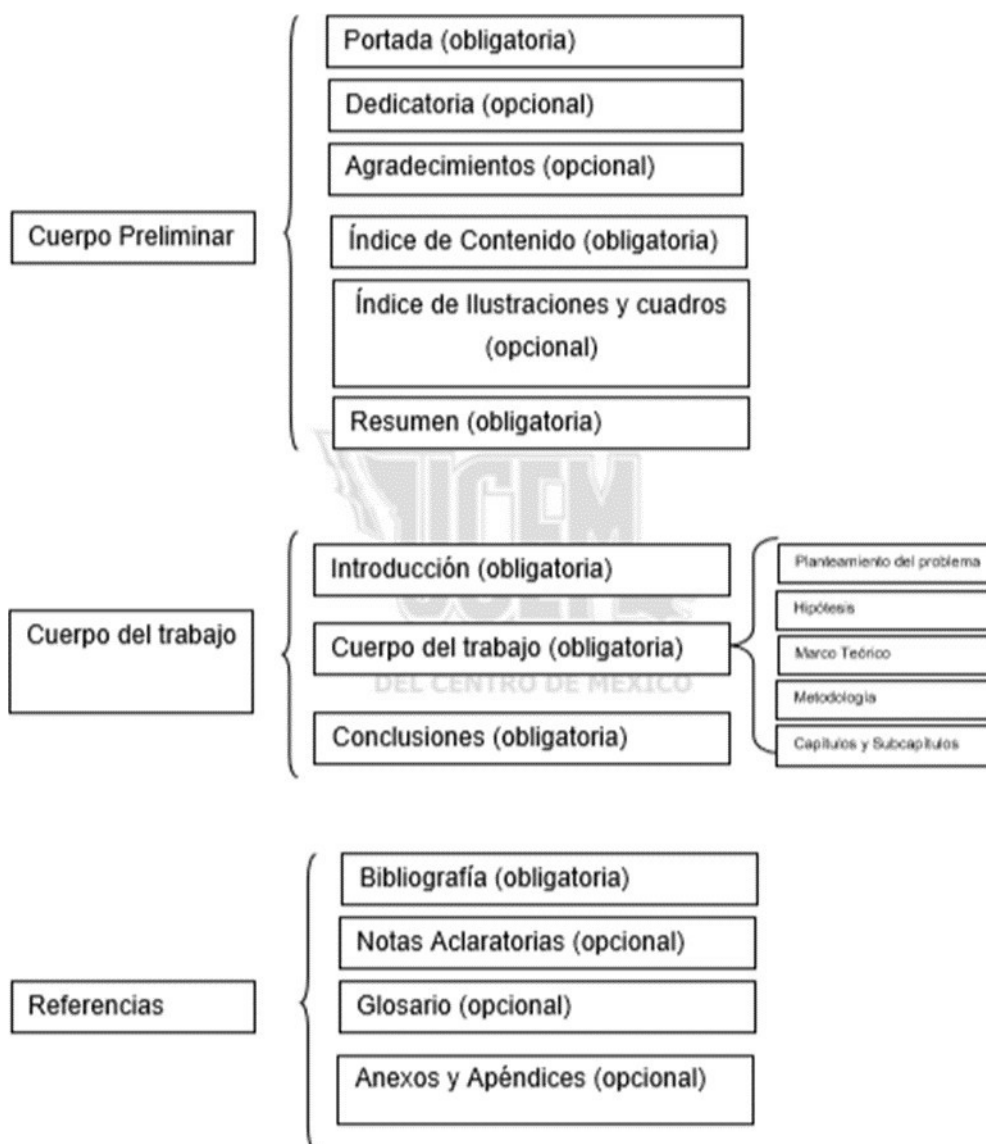 Portada (obligatoria)
Dedicatoria (opcional)
Agradecimientos (opcional)
Cuerpo Preliminar
Índice de Contenido (obligatoria)
Índice de Ilustraciones y cuadros
(opcional)
Resumen (obligatoria)
UCEM
DEL CENTRO DE MÉXICO
Cuerpo del trabajo
Introducción (obligatoria)
Cuerpo del trabajo (obligatoria)
Conclusiones (obligatoria)
Planteamiento del problema
Hipótesis
Marco Teórico
Metodología
Capítulos y Subcapítulos
Referencias
Bibliografía (obligatoria)
Notas Aclaratorias (opcional)
Glosario (opcional)
Anexos y Apéndices (opcional)